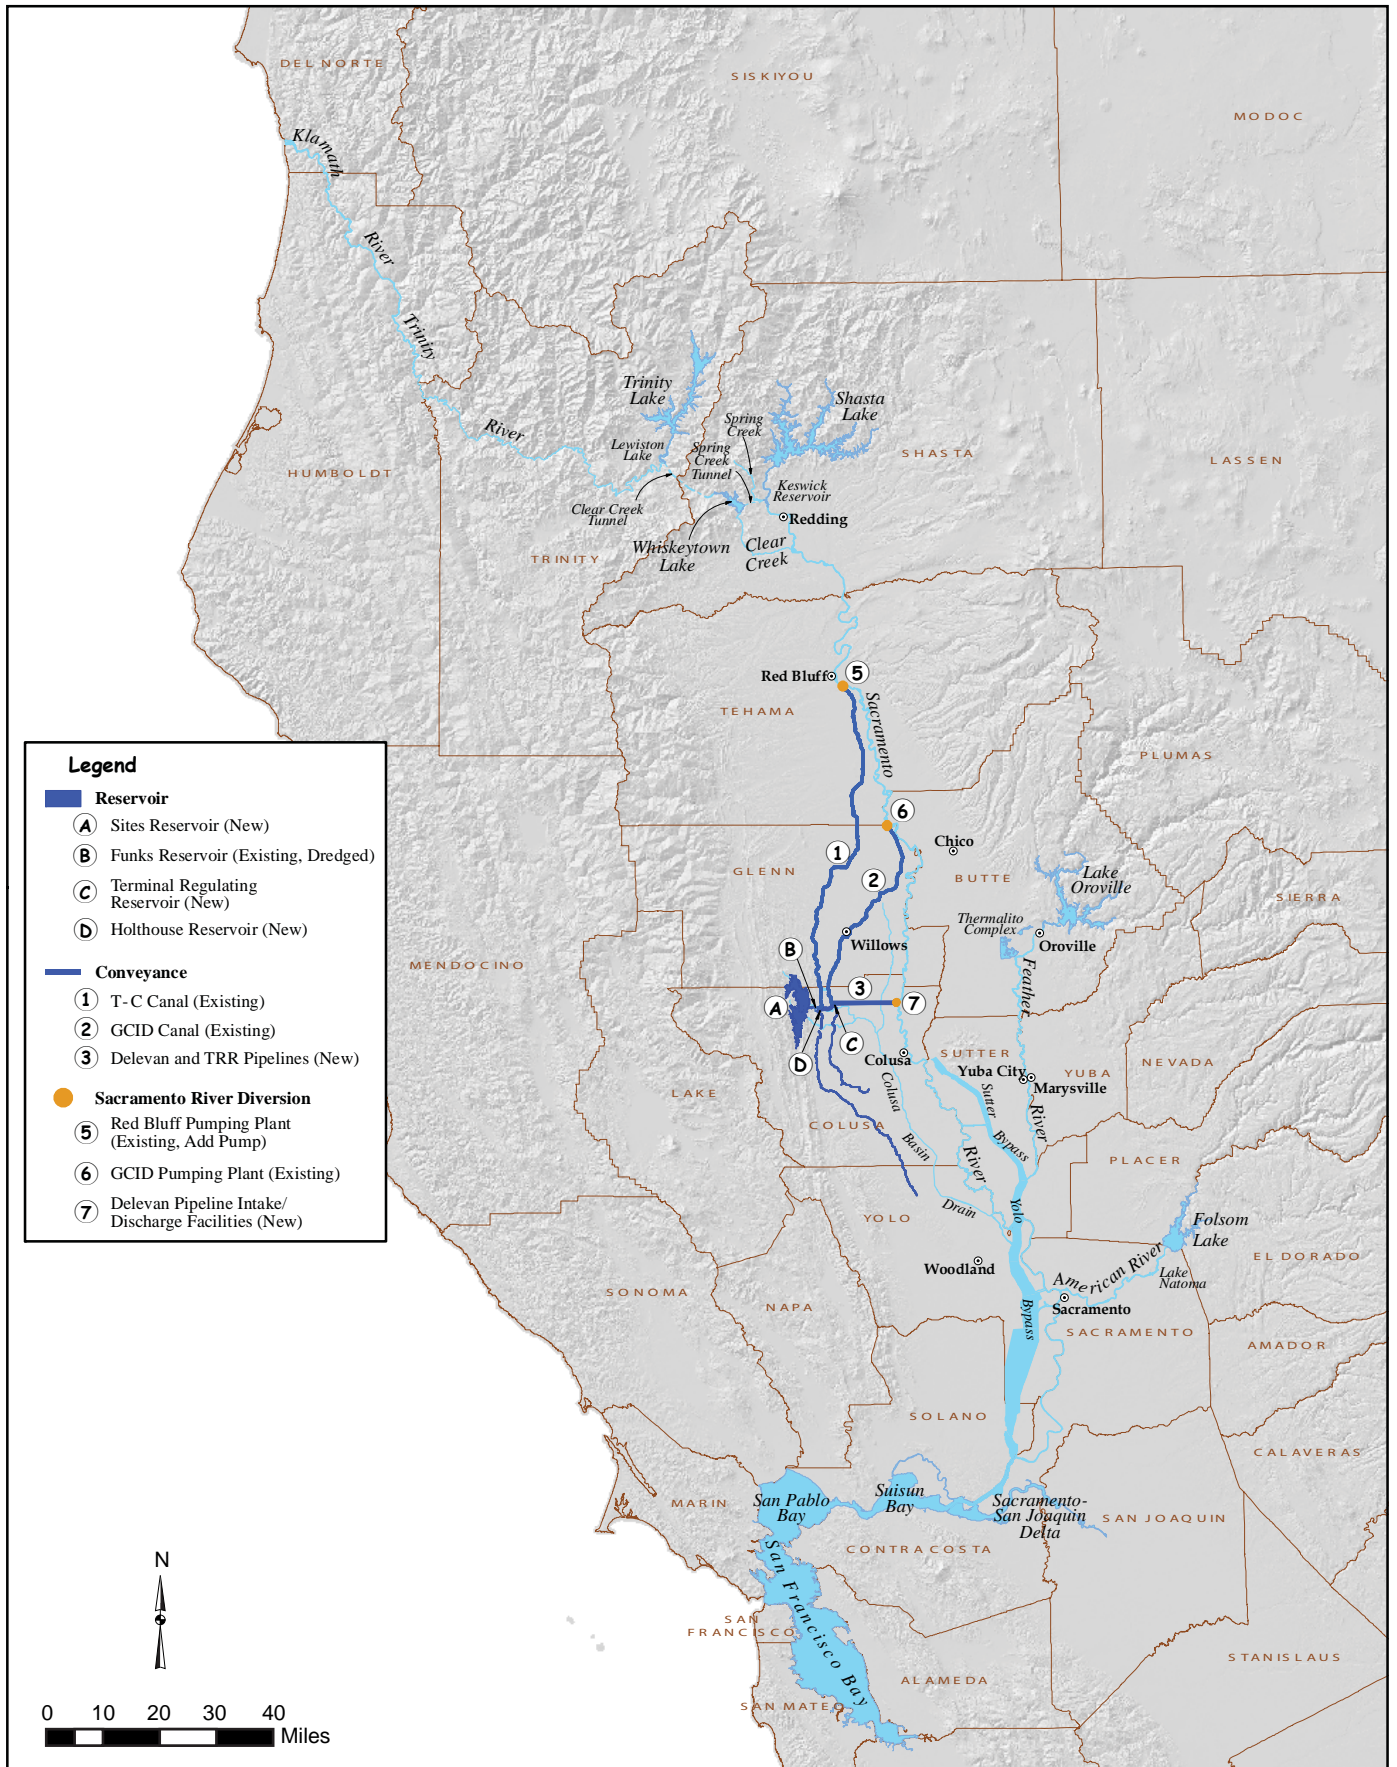 DEL NORTE
SISKIYOU
MODOC
Klamath
River
Trinity
River
Trinity
Lake
Shasta
Lake
Spring
Creek
Lewiston
Lake
Spring
Creek
Tunnel
SHASTA
LASSEN
HUMBOLDT
Keswick
Reservoir
Clear Creek
Tunnel
Redding
Whiskeytown
Lake
Clear
Creek
TRINITY
Red Bluff
5
TEHAMA
Sacramento
PLUMAS
6
Chico
1
GLENN
2
BUTTE
Lake
Oroville
SIERRA
Thermalito
Complex
Oroville
Willows
B
MENDOCINO
Feather
3
A
7
C
D
Colusa
SUTTER
Yuba City
YUBA
NEVADA
Marysville
LAKE
Colusa
Sutter
River
COLUSA
Basin
Bypass
River
PLACER
Drain
Yolo
YOLO
Folsom
Lake
Woodland
American River
Lake
Natoma
EL DORADO
SONOMA
NAPA
Bypass
Sacramento
SACRAMENTO
AMADOR
SOLANO
CALAVERAS
MARIN
San Pablo
Bay
Suisun
Bay
Sacramento-
San Joaquin
Delta
SAN JOAQUIN
CONTRA COSTA
San Francisco Bay
SAN
FRANCISCO
STANISLAUS
ALAMEDA
SAN MATEO
Legend
Reservoir
A Sites Reservoir (New)
B Funks Reservoir (Existing, Dredged)
C Terminal Regulating
Reservoir (New)
D Holthouse Reservoir (New)
Conveyance
1 T-C Canal (Existing)
2 GCID Canal (Existing)
3 Delevan and TRR Pipelines (New)
Sacramento River Diversion
5 Red Bluff Pumping Plant
(Existing, Add Pump)
6 GCID Pumping Plant (Existing)
7 Delevan Pipeline Intake/
Discharge Facilities (New)
N
0 10 20 30 40
Miles